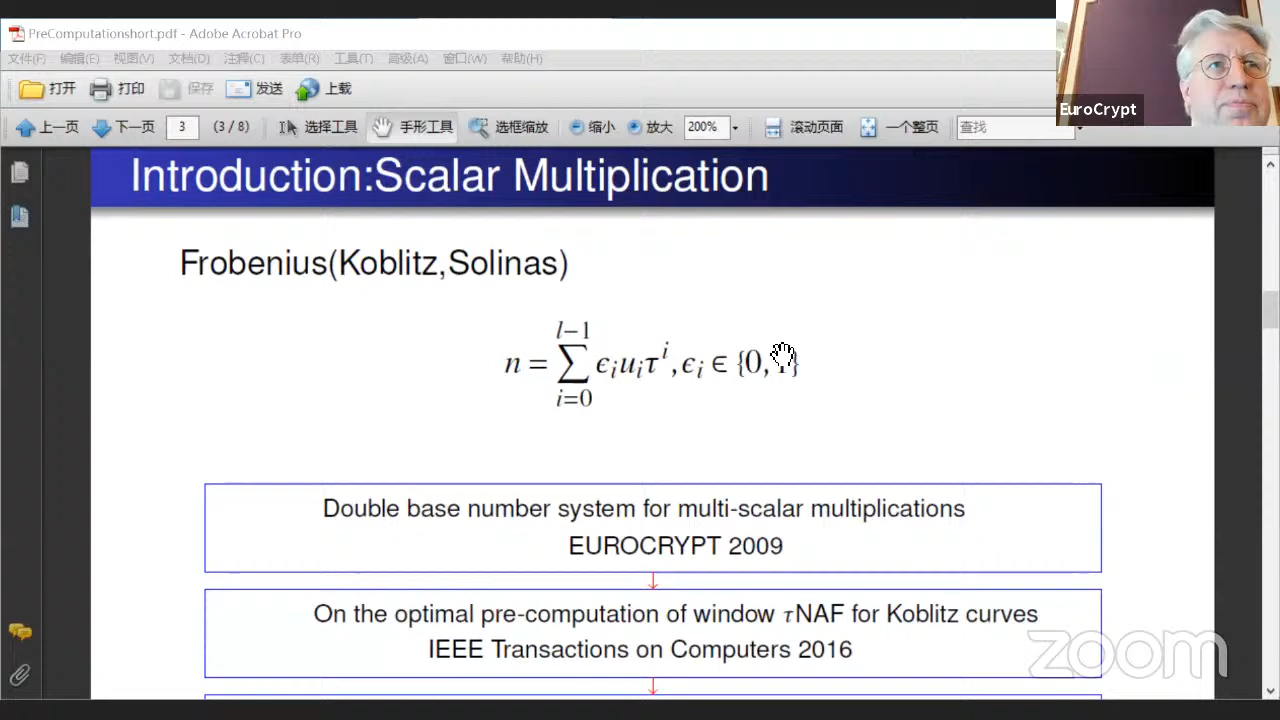 PreComputationshort.pdf - Adobe Acrobat Pro
文件(F) 编辑(E) 视图(V) 文档(D) 注释(C) 表单(R) 工具(T) 高级(A) 窗口(W) 帮助(H)
打开 打印 保存 发送 上载
上一页 下一页 3 (3 / 8) 选择工具 手形工具 选框缩放 缩小 放大 200% 滚动页面 一个整页 查找
EuroCrypt
Introduction:Scalar Multiplication
Frobenius(Koblitz,Solinas)
n = ∑_{i=0}^{l−1} ϵ_i u_i τ^i, ϵ_i ∈ {0, }
Double base number system for multi-scalar multiplications
EUROCRYPT 2009
On the optimal pre-computation of window τNAF for Koblitz curves
IEEE Transactions on Computers 2016
zoom